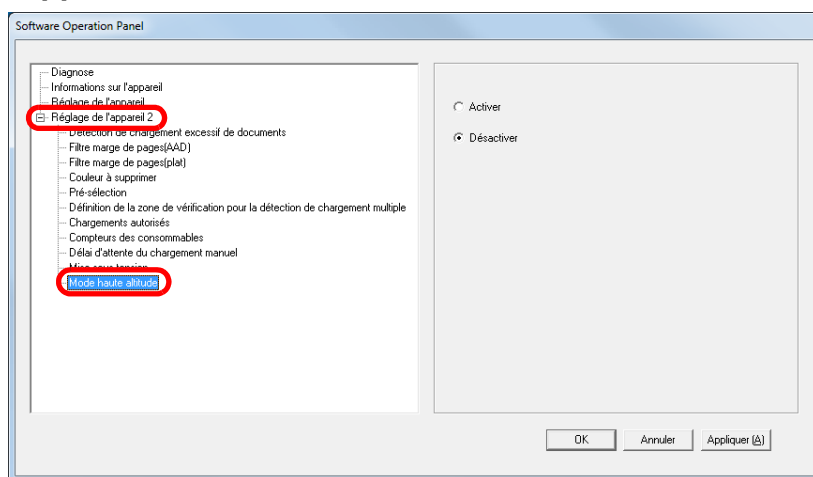 Software Operation Panel
Diagnose
Informations sur l'appareil
Réglage de l'appareil
Réglage de l'appareil 2
Détection de chargement excessif de documents
Filtre marge de pages(AAD)
Filtre marge de pages(plat)
Couleur à supprimer
Pré-sélection
Définition de la zone de vérification pour la détection de chargement multiple
Chargements autorisés
Compteurs des consommables
Délai d'attente du chargement manuel
Mise sous tension
Mode haute altitude
Activer
Désactiver
OK Annuler Appliquer (A)